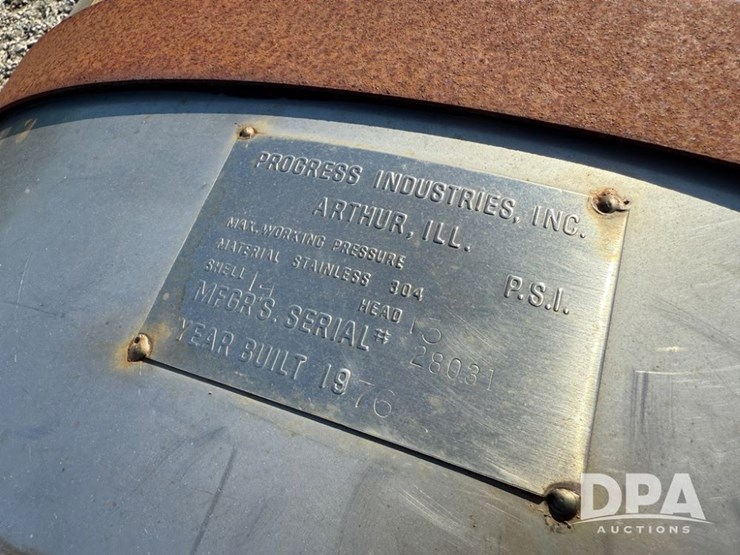 PROGRESS INDUSTRIES, INC.
ARTHUR, ILL.
MAX. WORKING PRESSURE P.S.I.
MATERIAL STAINLESS 304
SHELL HEAD 10
MFGR'S. SERIAL# 28031
YEAR BUILT 1976
DPA
AUCTIONS